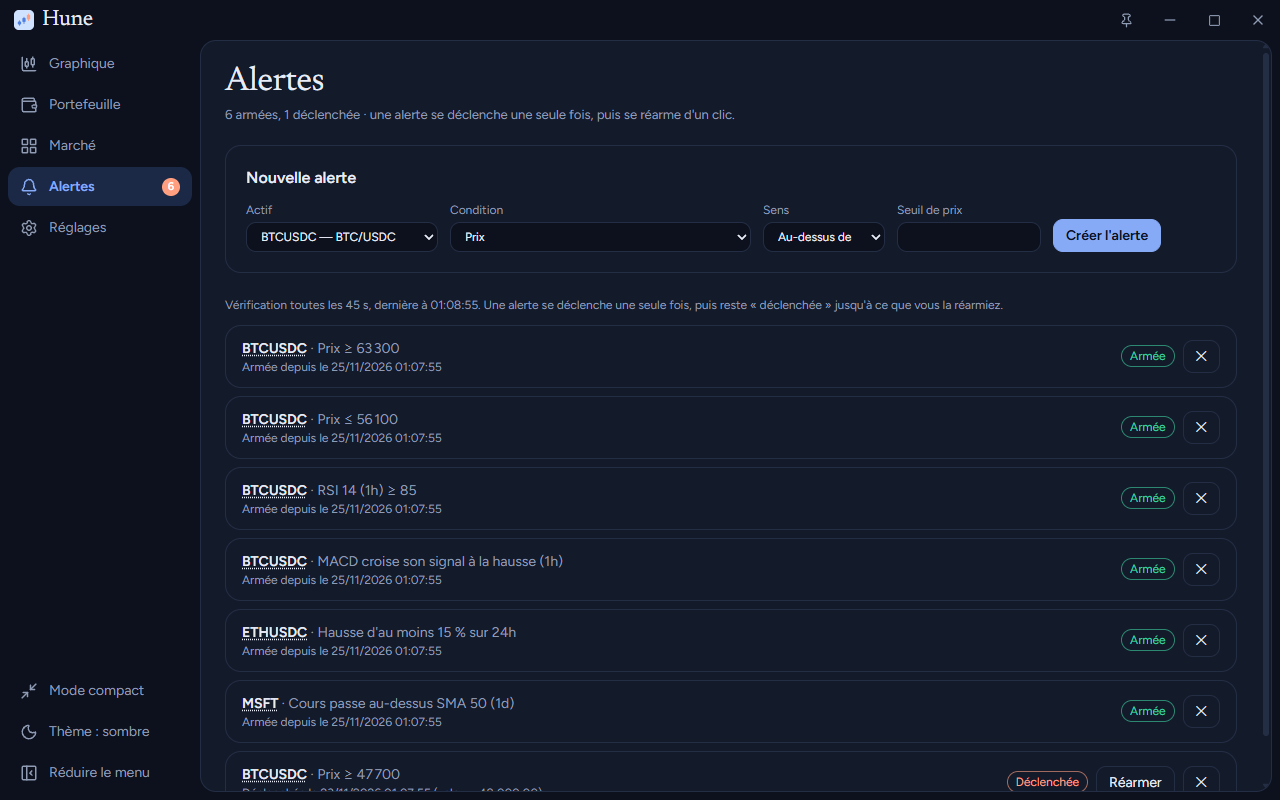 Hune
Graphique
Portefeuille
Marché
Alertes 6
Réglages
Mode compact
Thème : sombre
Réduire le menu
Alertes
6 armées, 1 déclenchée · une alerte se déclenche une seule fois, puis se réarme d'un clic.
Nouvelle alerte
Actif Condition Sens Seuil de prix
BTCUSDC — BTC/USDC Prix Au-dessus de Créer l'alerte
Vérification toutes les 45 s, dernière à 01:08:55. Une alerte se déclenche une seule fois, puis reste « déclenchée » jusqu'à ce que vous la réarmiez.
BTCUSDC · Prix ≥ 63 300
Armée depuis le 25/11/2026 01:07:55
Armée
BTCUSDC · Prix ≤ 56 100
Armée depuis le 25/11/2026 01:07:55
Armée
BTCUSDC · RSI 14 (1h) ≥ 85
Armée depuis le 25/11/2026 01:07:55
Armée
BTCUSDC · MACD croise son signal à la hausse (1h)
Armée depuis le 25/11/2026 01:07:55
Armée
ETHUSDC · Hausse d'au moins 15 % sur 24h
Armée depuis le 25/11/2026 01:07:55
Armée
MSFT · Cours passe au-dessus SMA 50 (1d)
Armée depuis le 25/11/2026 01:07:55
Armée
BTCUSDC · Prix ≥ 47 700
Déclenchée Réarmer